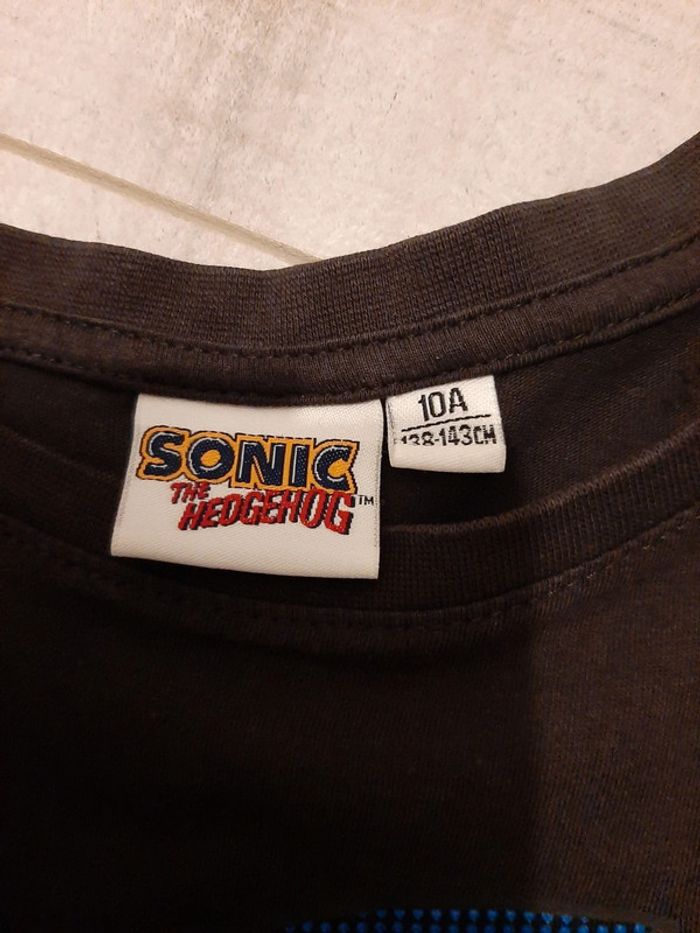 SONIC
THE
HEDGEHOG™
10A
138-143CM